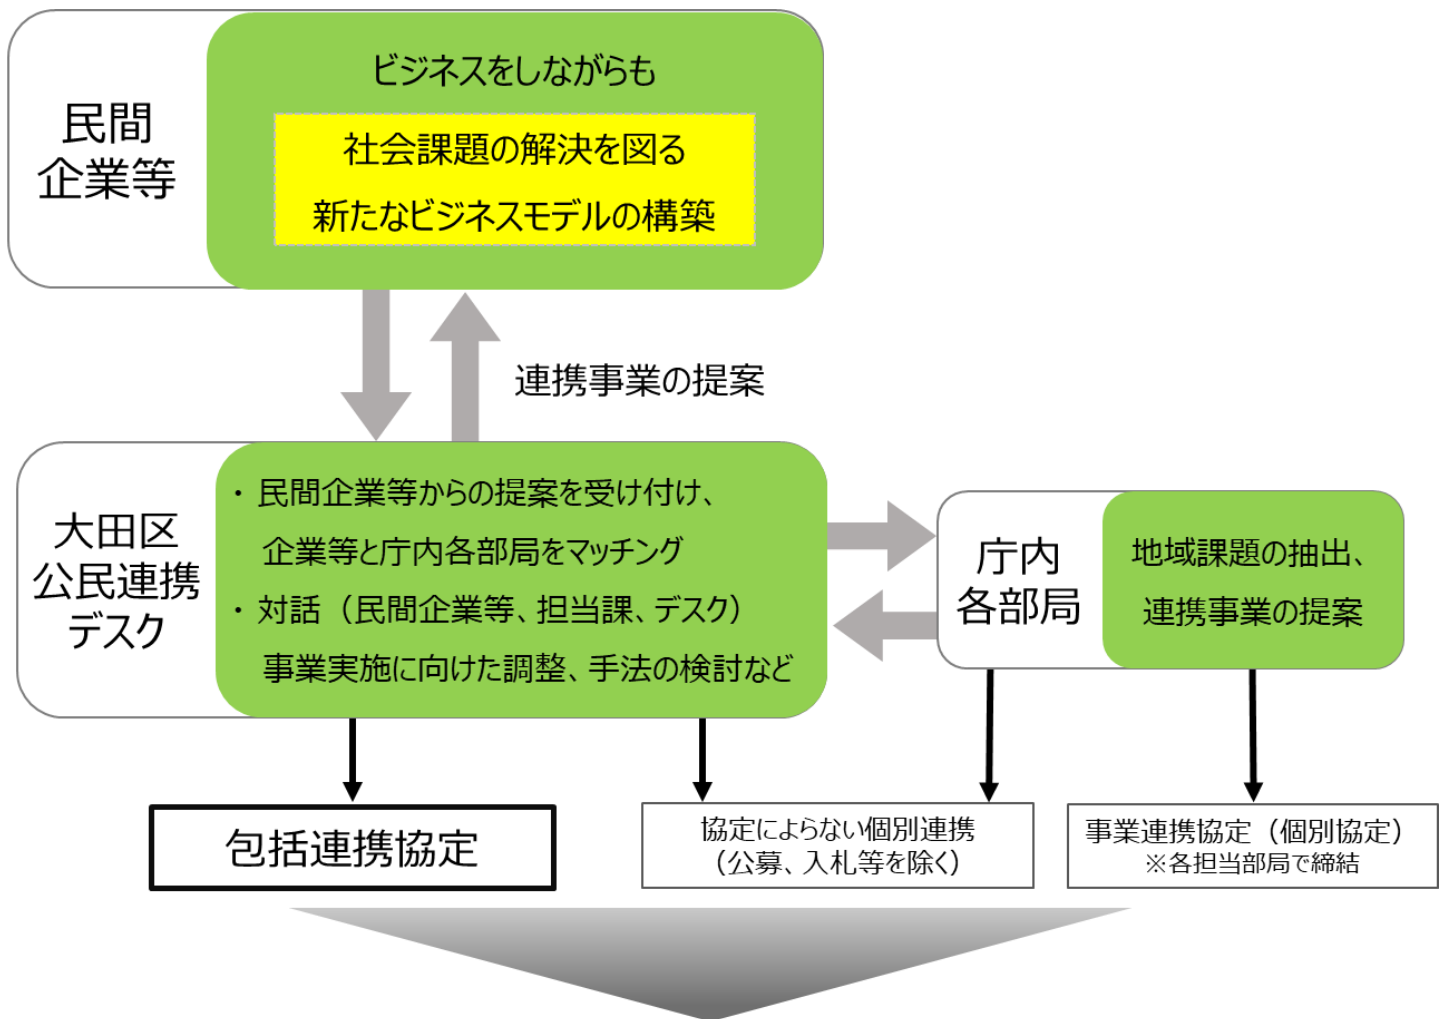 民間
企業等
ビジネスをしながらも
社会課題の解決を図る
新たなビジネスモデルの構築
連携事業の提案
大田区
公民連携
デスク
・ 民間企業等からの提案を受け付け、
企業等と庁内各部局をマッチング
・ 対話（民間企業等、担当課、デスク）
事業実施に向けた調整、手法の検討など
庁内
各部局
地域課題の抽出、
連携事業の提案
包括連携協定
協定によらない個別連携
（公募、入札等を除く）
事業連携協定（個別協定）
※各担当部局で締結